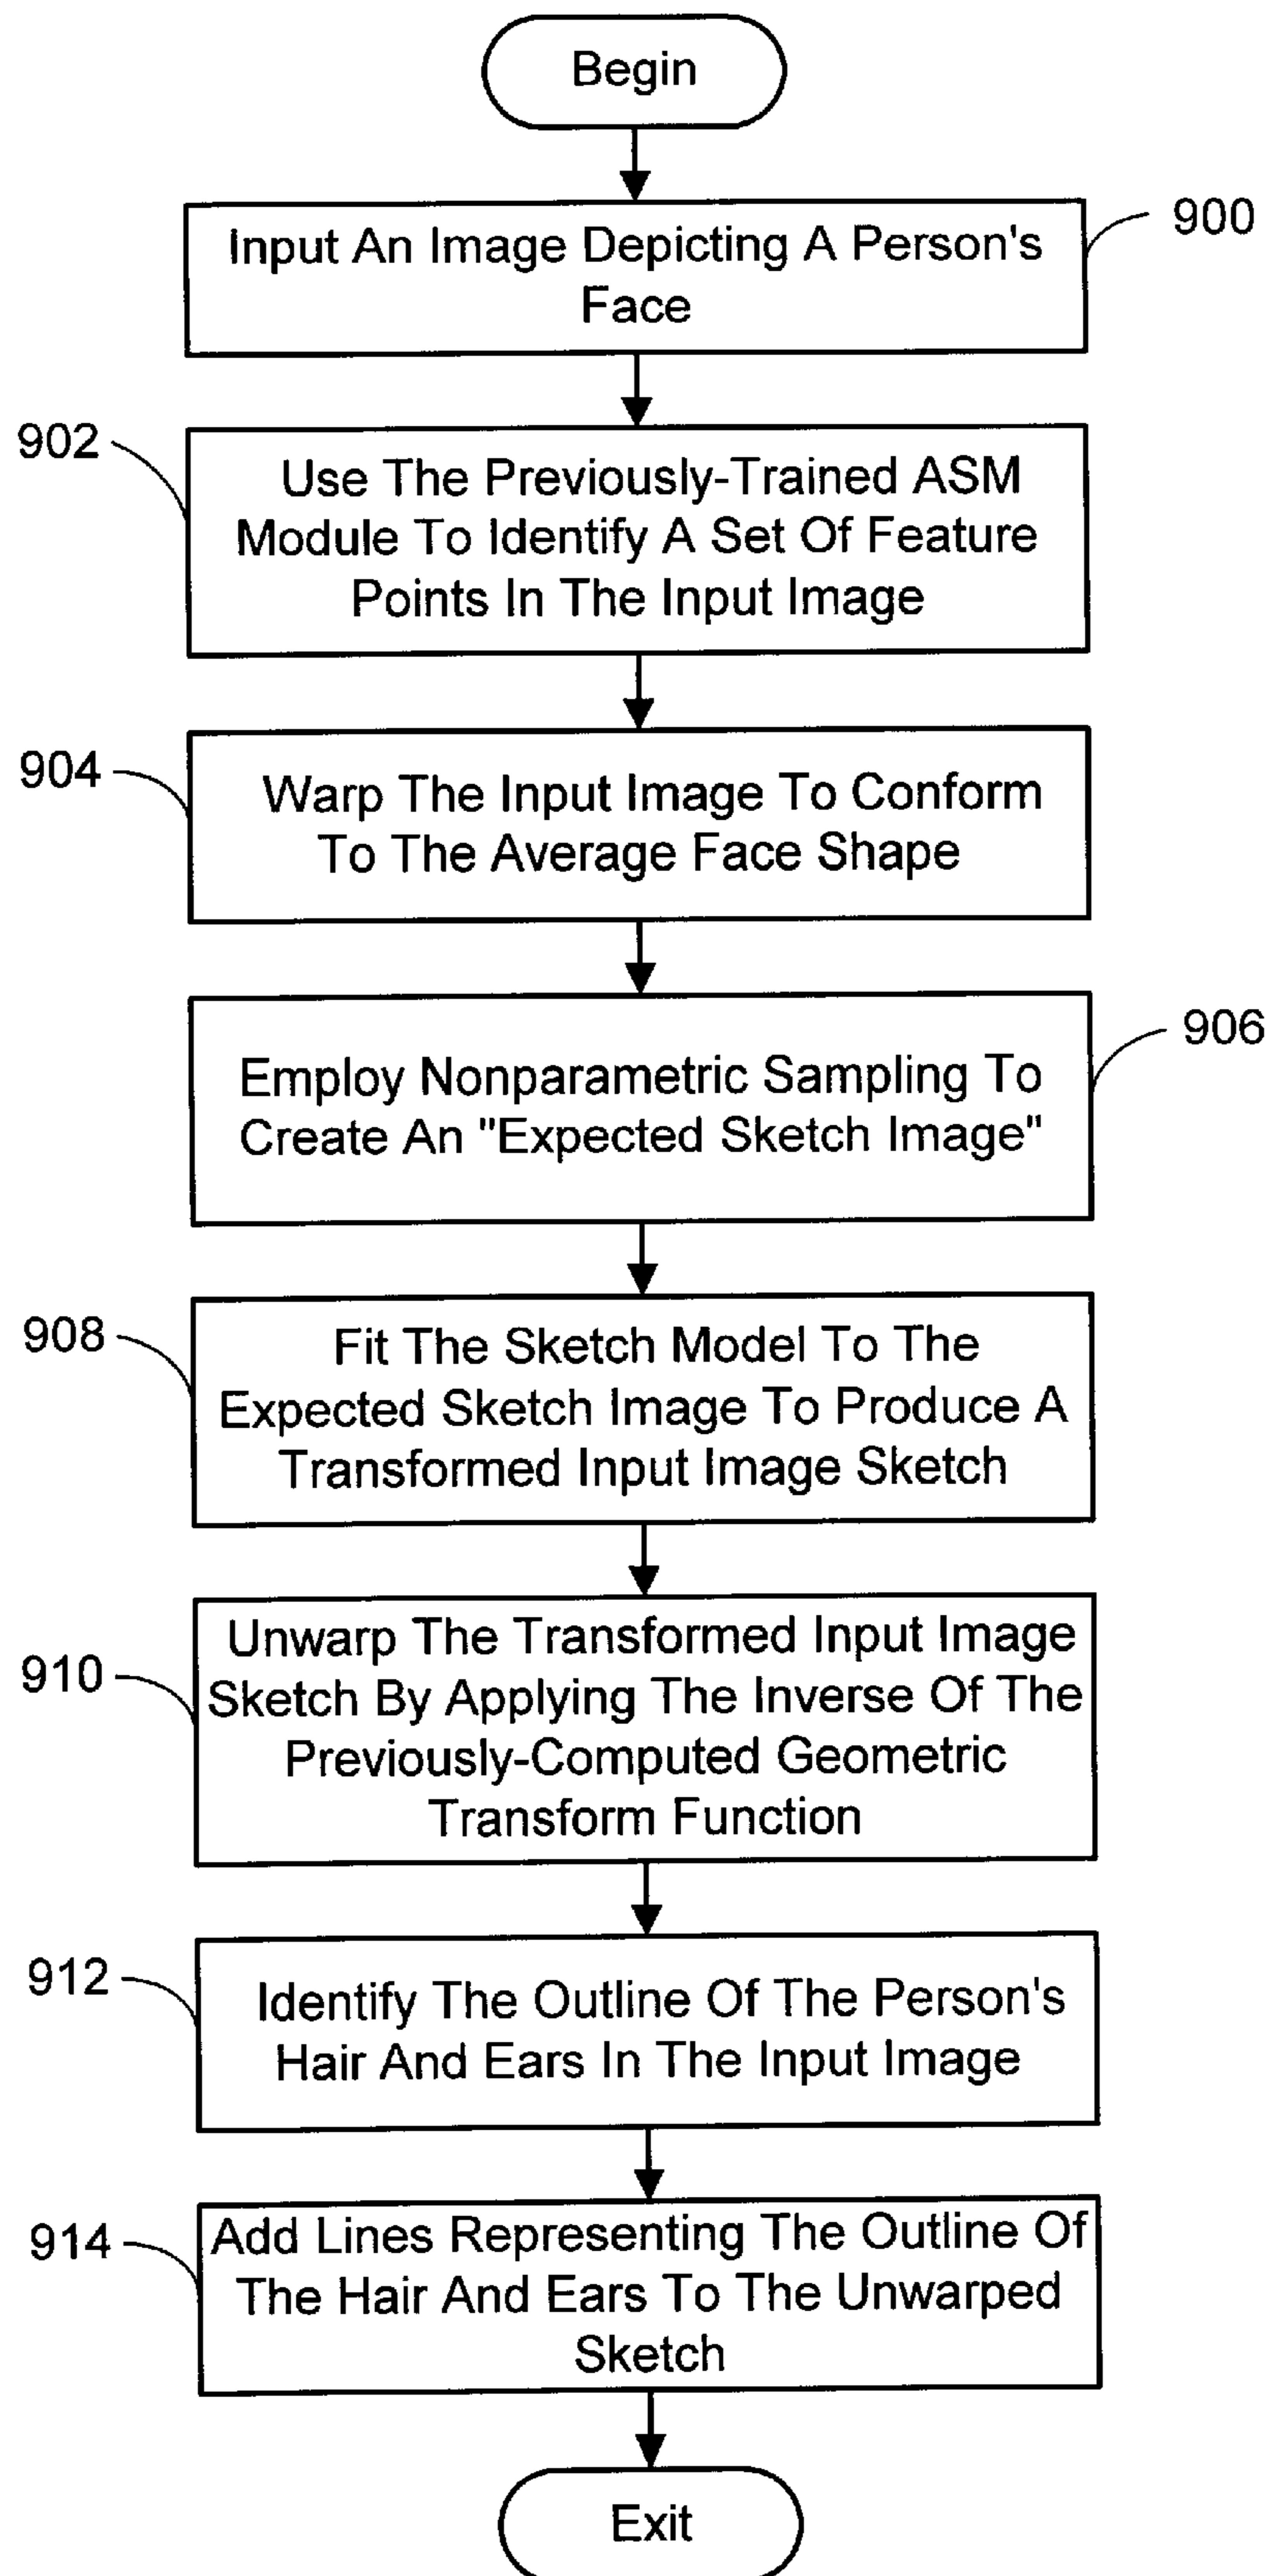 Begin
Input An Image Depicting A Person's
Face
900
902
Use The Previously-Trained ASM
Module To Identify A Set Of Feature
Points In The Input Image
904
Warp The Input Image To Conform
To The Average Face Shape
906
Employ Nonparametric Sampling To
Create An "Expected Sketch Image"
908
Fit The Sketch Model To The
Expected Sketch Image To Produce A
Transformed Input Image Sketch
910
Unwarp The Transformed Input Image
Sketch By Applying The Inverse Of The
Previously-Computed Geometric
Transform Function
912
Identify The Outline Of The Person's
Hair And Ears In The Input Image
914
Add Lines Representing The Outline Of
The Hair And Ears To The Unwarped
Sketch
Exit